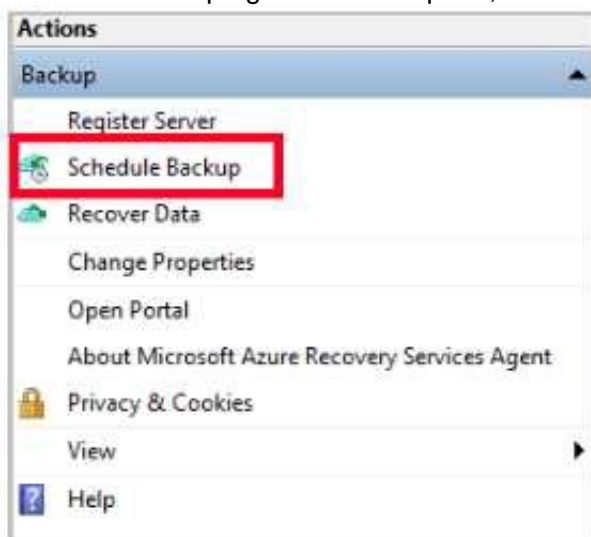 Actions
Backup
Register Server
Schedule Backup
Recover Data
Change Properties
Open Portal
About Microsoft Azure Recovery Services Agent
Privacy & Cookies
View
Help